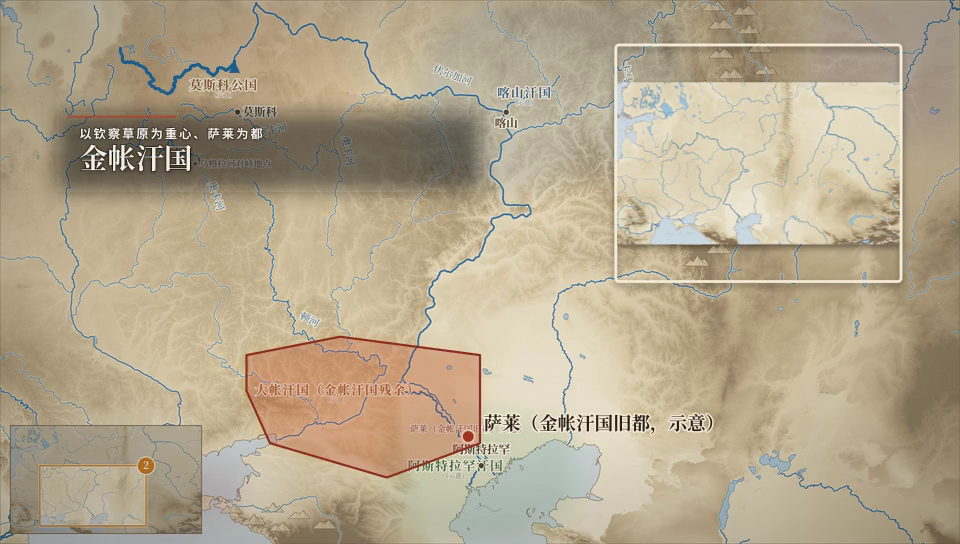 伏尔加河
莫斯科公国
喀山汗国
莫斯科
喀山
以钦察草原为重心、萨莱为都
金帐汗国
顿河
大帐汗国（金帐汗国残余）
萨莱（金帐汗国旧都，示意）
阿斯特拉罕
阿斯特拉罕汗国
2